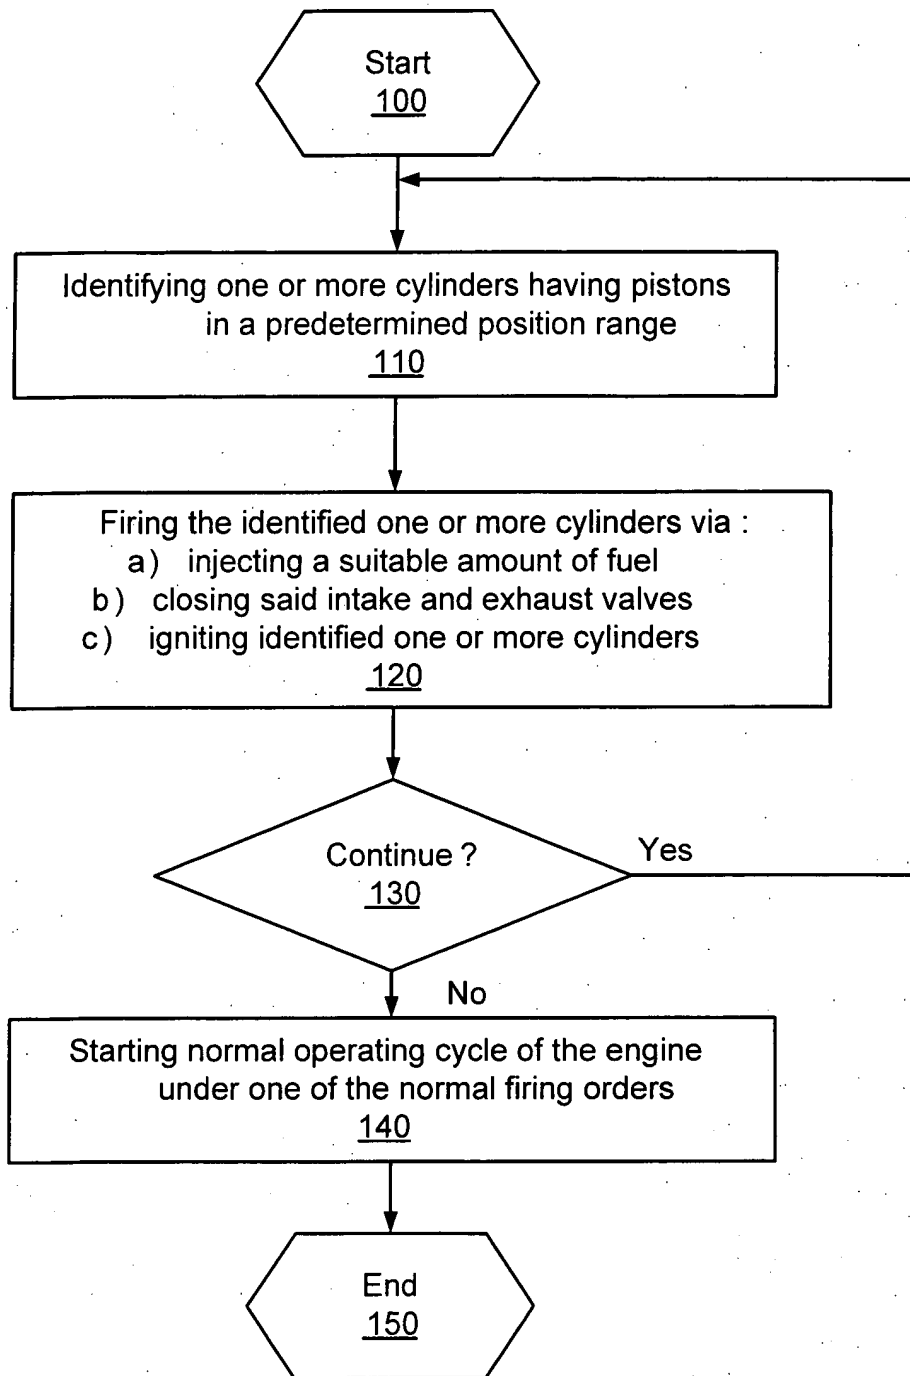 Start
100
Identifying one or more cylinders having pistons
in a predetermined position range
110
Firing the identified one or more cylinders via :
a) injecting a suitable amount of fuel
b) closing said intake and exhaust valves
c) igniting identified one or more cylinders
120
Continue ?
130
Yes
No
Starting normal operating cycle of the engine
under one of the normal firing orders
140
End
150